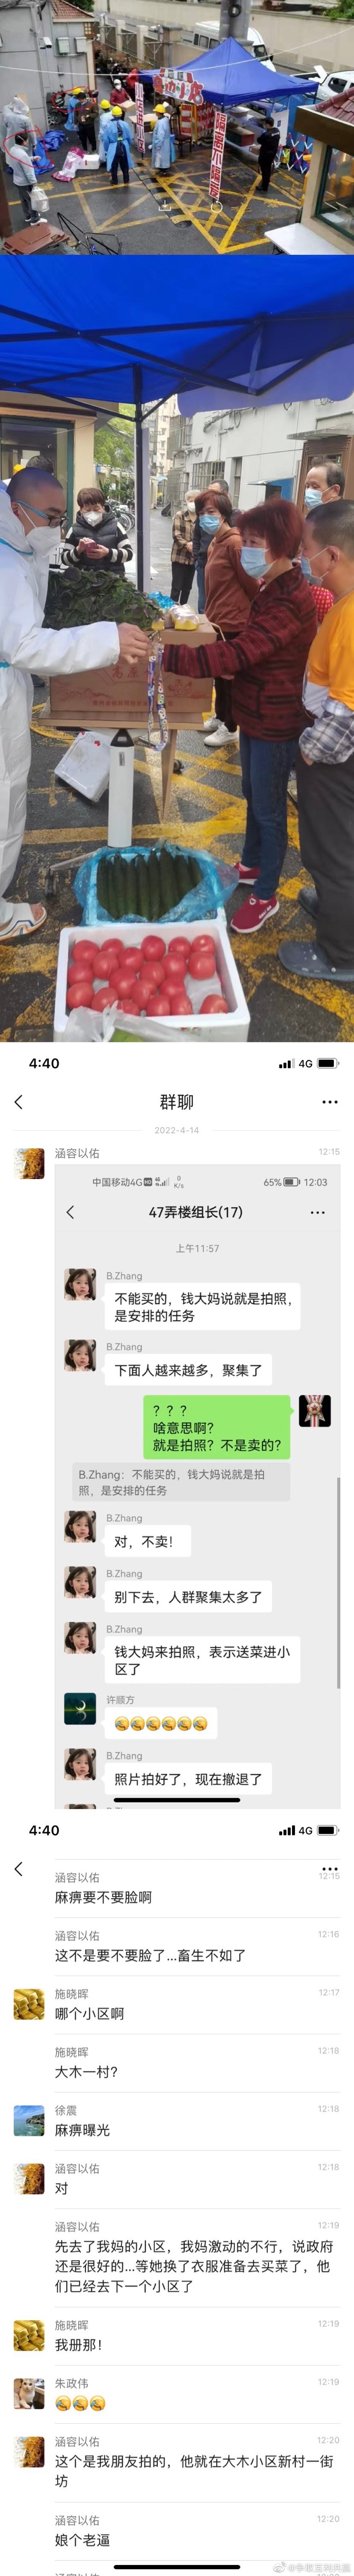 4:40
4G
群聊
2022-4-14
涵容以佑
12:15
中国移动4G
0
K/s
65%
12:03
47弄楼组长(17)
上午11:57
B.Zhang
不能买的，钱大妈说就是拍照，
是安排的任务
B.Zhang
下面人越来越多，聚集了
？？？
啥意思啊？
就是拍照？不是卖的？
B.Zhang：不能买的，钱大妈说就是拍
照，是安排的任务
B.Zhang
对，不卖！
B.Zhang
别下去，人群聚集太多了
B.Zhang
钱大妈来拍照，表示送菜进小
区了
许顺方
B.Zhang
照片拍好了，现在撤退了
4:40
4G
涵容以佑
12:15
麻痹要不要脸啊
涵容以佑
12:16
这不是要不要脸了...畜生不如了
施晓晖
12:17
哪个小区啊
施晓晖
12:18
大木一村?
徐震
12:18
麻痹曝光
涵容以佑
12:18
对
涵容以佑
12:19
先去了我妈的小区，我妈激动的不行，说政府
还是很好的...等她换了衣服准备去买菜了，他
们已经去下一个小区了
施晓晖
12:19
我册那！
朱政伟
12:19
涵容以佑
12:20
这个是我朋友拍的，他就在大木小区新村一街
坊
涵容以佑
12:20
娘个老逼